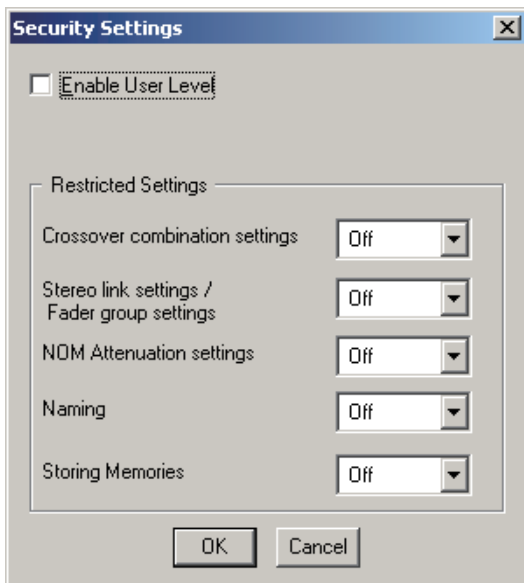 Security Settings
Enable User Level
Restricted Settings
Crossover combination settings Off
Stereo link settings /
Fader group settings Off
NOM Attenuation settings Off
Naming Off
Storing Memories Off
OK Cancel